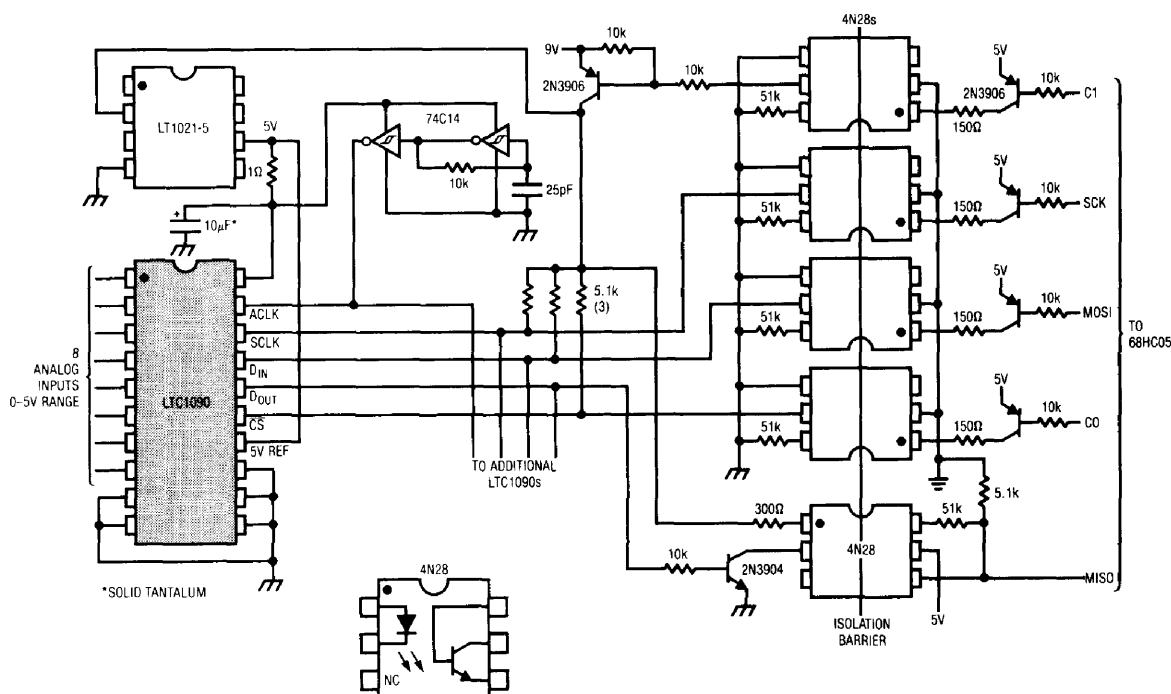 4N28s
10k
9V
5V
10k
2N3906
10k
2N3906
C1
51k
LT1021-5
5V
74C14
150Ω
1Ω
10k
25pF
5V
10k
SCK
51k
150Ω
10µF*
5V
5.1k
(3)
10k
MOSI
51k
150Ω
TO
68HC05
8
ANALOG
INPUTS
0–5V RANGE
LTC1090
ACLK
SCLK
DIN
DOUT
CS
5V REF
5V
10k
C0
51k
150Ω
TO ADDITIONAL
LTC1090s
5.1k
300Ω
51k
4N28
10k
2N3904
MISO
*SOLID TANTALUM
4N28
ISOLATION
BARRIER
5V
NC